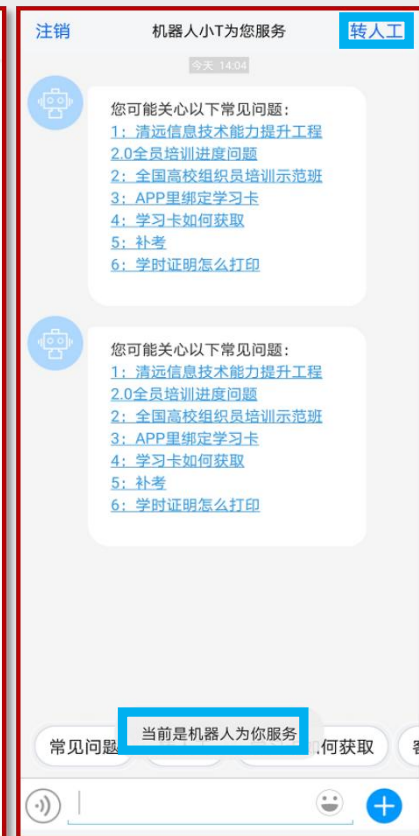 注销 机器人小T为您服务 转人工
今天 14:04
您可能关心以下常见问题：
1：清远信息技术能力提升工程
2.0全员培训进度问题
2：全国高校组织员培训示范班
3：APP里绑定学习卡
4：学习卡如何获取
5：补考
6：学时证明怎么打印
您可能关心以下常见问题：
1：清远信息技术能力提升工程
2.0全员培训进度问题
2：全国高校组织员培训示范班
3：APP里绑定学习卡
4：学习卡如何获取
5：补考
6：学时证明怎么打印
当前是机器人为你服务
常见问题 如何获取